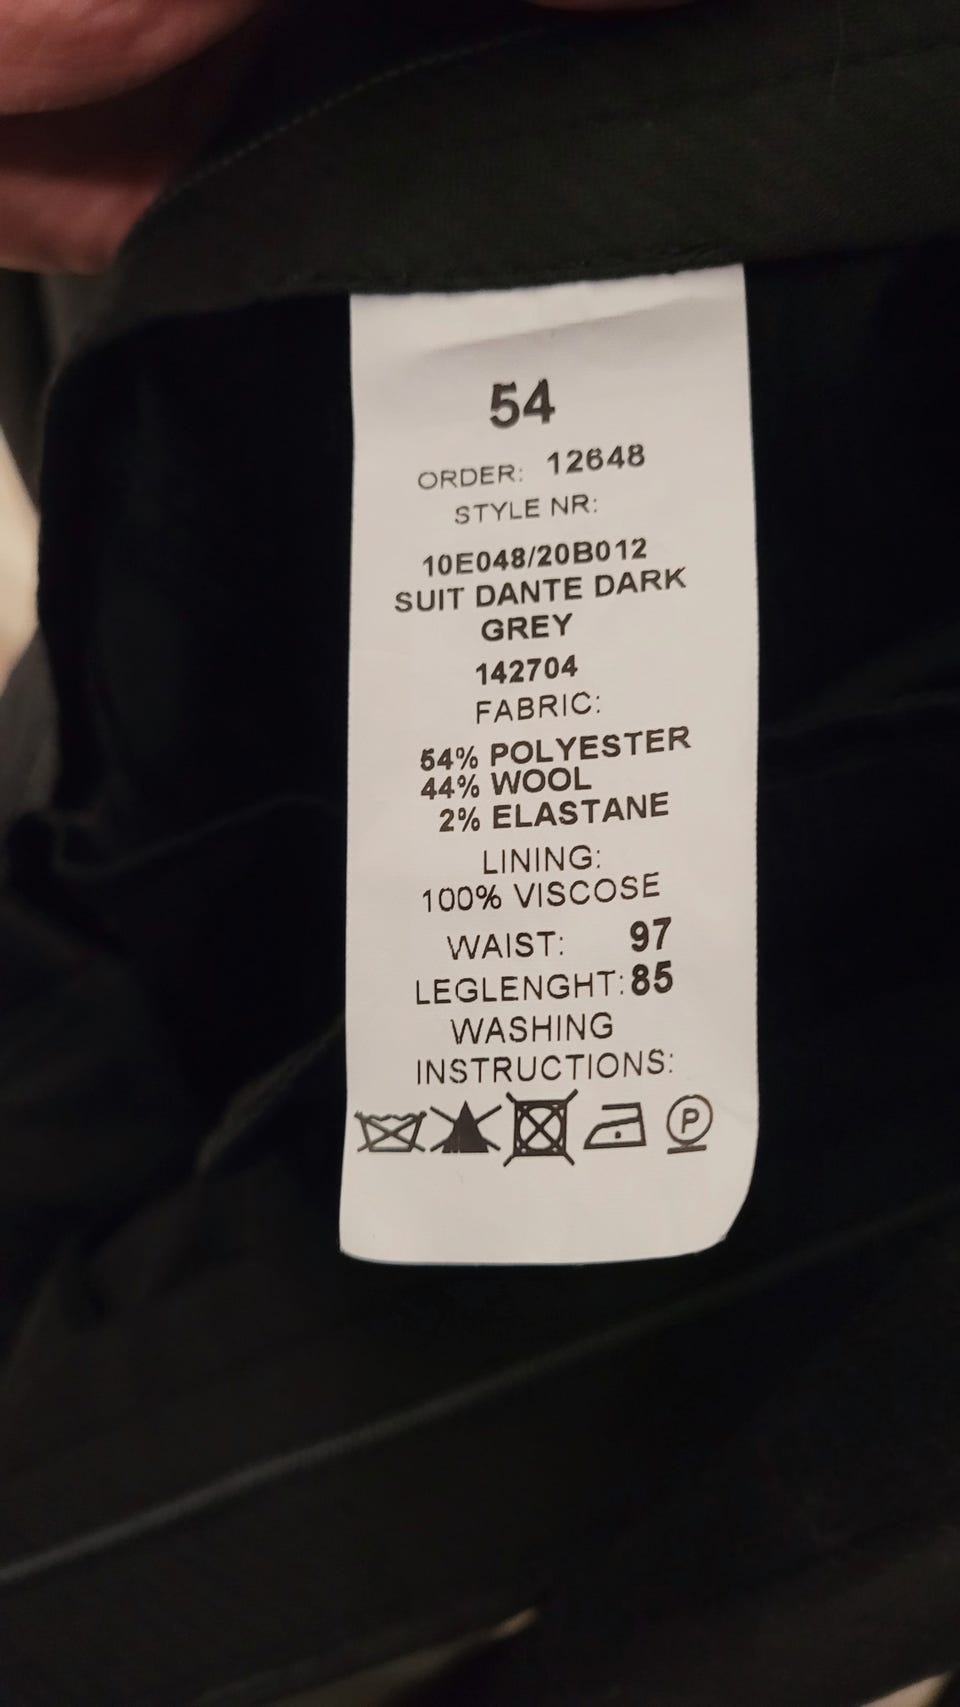 54
ORDER: 12648
STYLE NR:
10E048/20B012
SUIT DANTE DARK
GREY
142704
FABRIC:
54% POLYESTER
44% WOOL
2% ELASTANE
LINING:
100% VISCOSE
WAIST: 97
LEGLENGHT: 85
WASHING
INSTRUCTIONS:
P